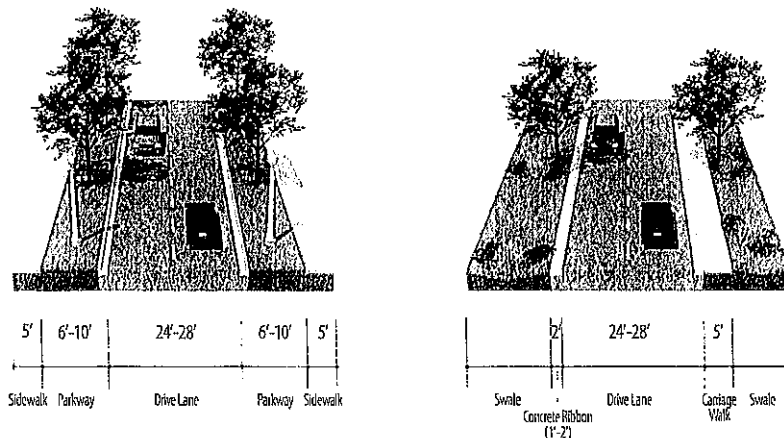 5' 6'-10' 24'-28' 6'-10' 5'
Sidewalk Parkway Drive Lane Parkway Sidewalk
2' 24'-28' 5'
Swale Concrete Ribbon (1'-2') Drive Lane Carriage Walk Swale